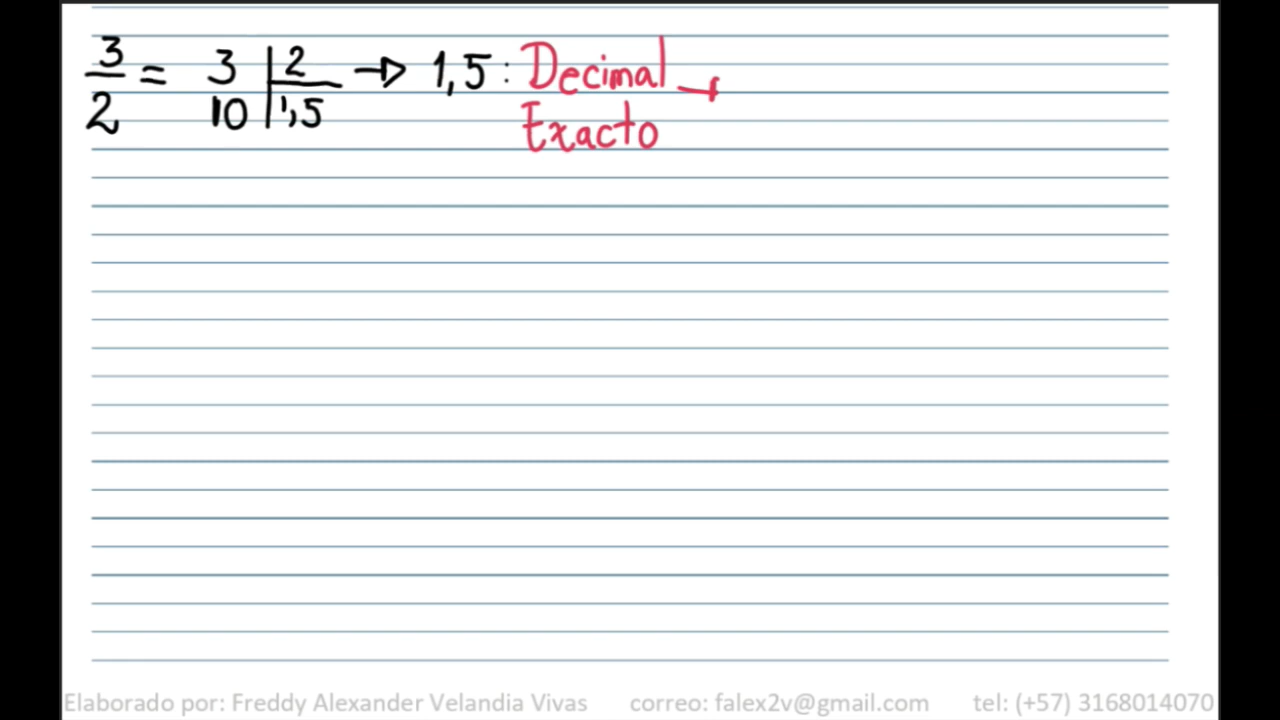 3/2 = 3 | 2 → 1,5 : Decimal →
10 | 1,5 Exacto
Elaborado por: Freddy Alexander Velandia Vivas correo: falex2v@gmail.com tel: (+57) 3168014070